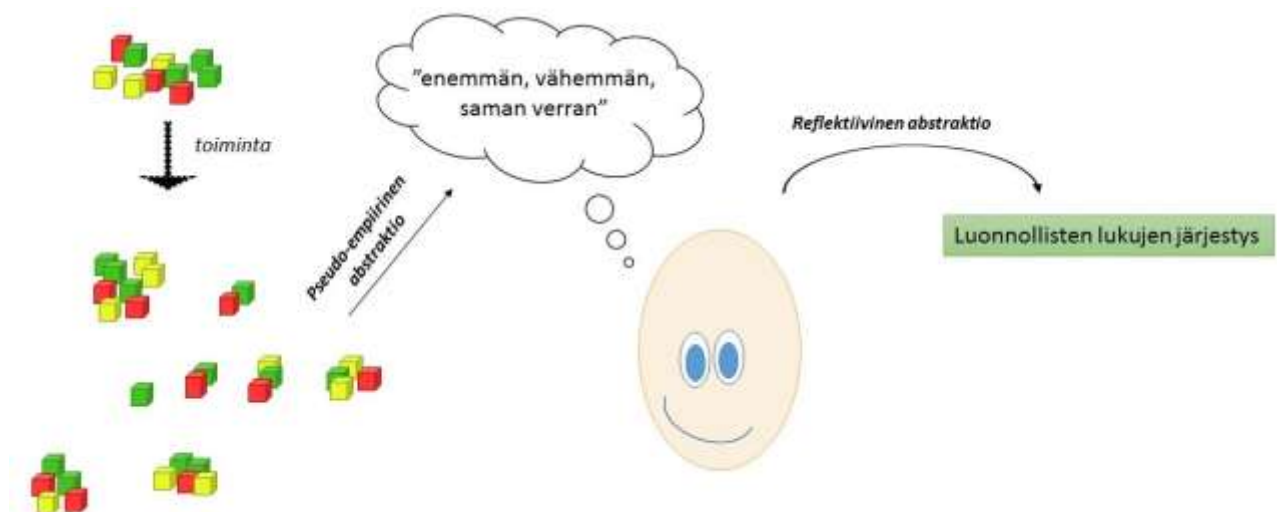 "enemmän, vähemmän,
saman verran"
toiminta
Pseudo-empiirinen
abstraktio
Reflektiivinen abstraktio
Luonnollisten lukujen järjestys